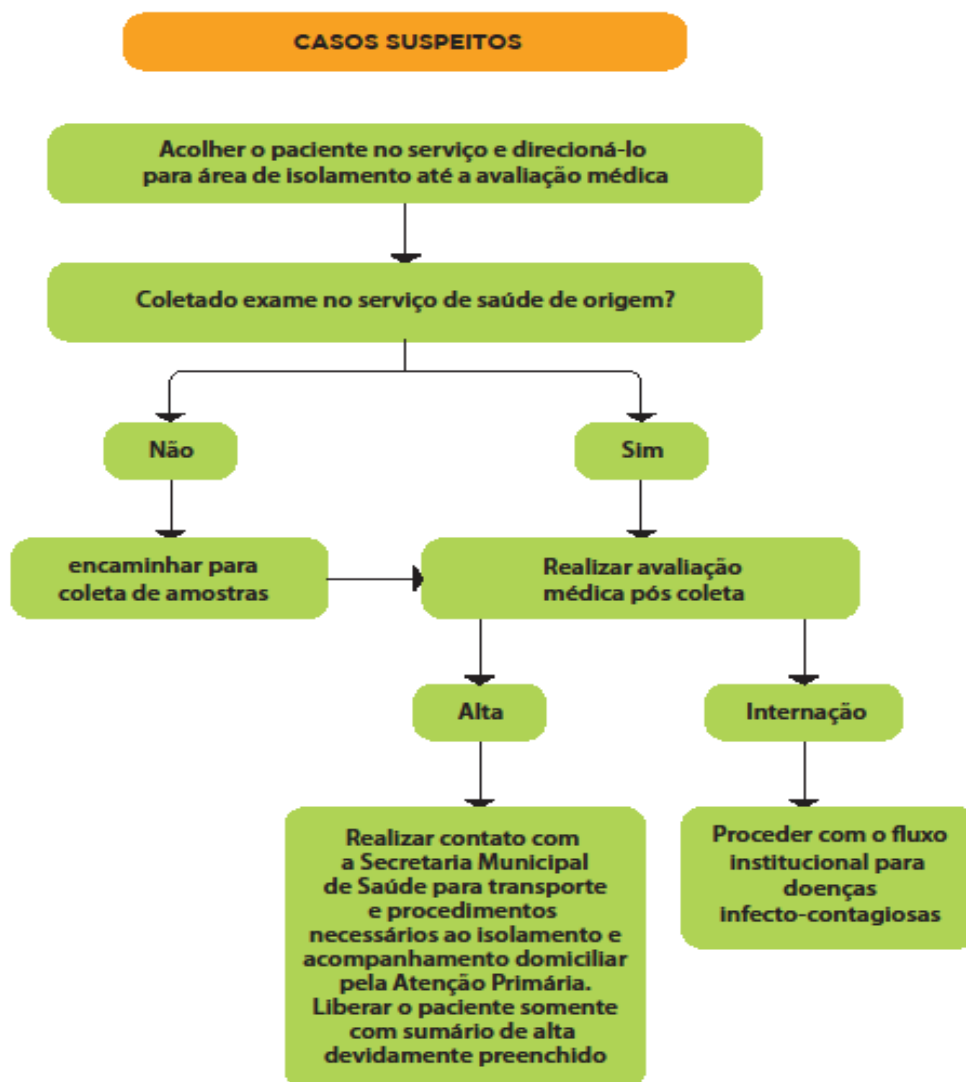 CASOS SUSPEITOS
Acolher o paciente no serviço e direcioná-lo
para área de isolamento até a avaliação médica
Coletado exame no serviço de saúde de origem?
Não
Sim
encaminhar para
coleta de amostras
Realizar avaliação
médica pós coleta
Alta
Internação
Realizar contato com
a Secretaria Municipal
de Saúde para transporte
e procedimentos
necessários ao isolamento e
acompanhamento domiciliar
pela Atenção Primária.
Liberar o paciente somente
com sumário de alta
devidamente preenchido
Proceder com o fluxo
institucional para
doenças
infecto-contagiosas